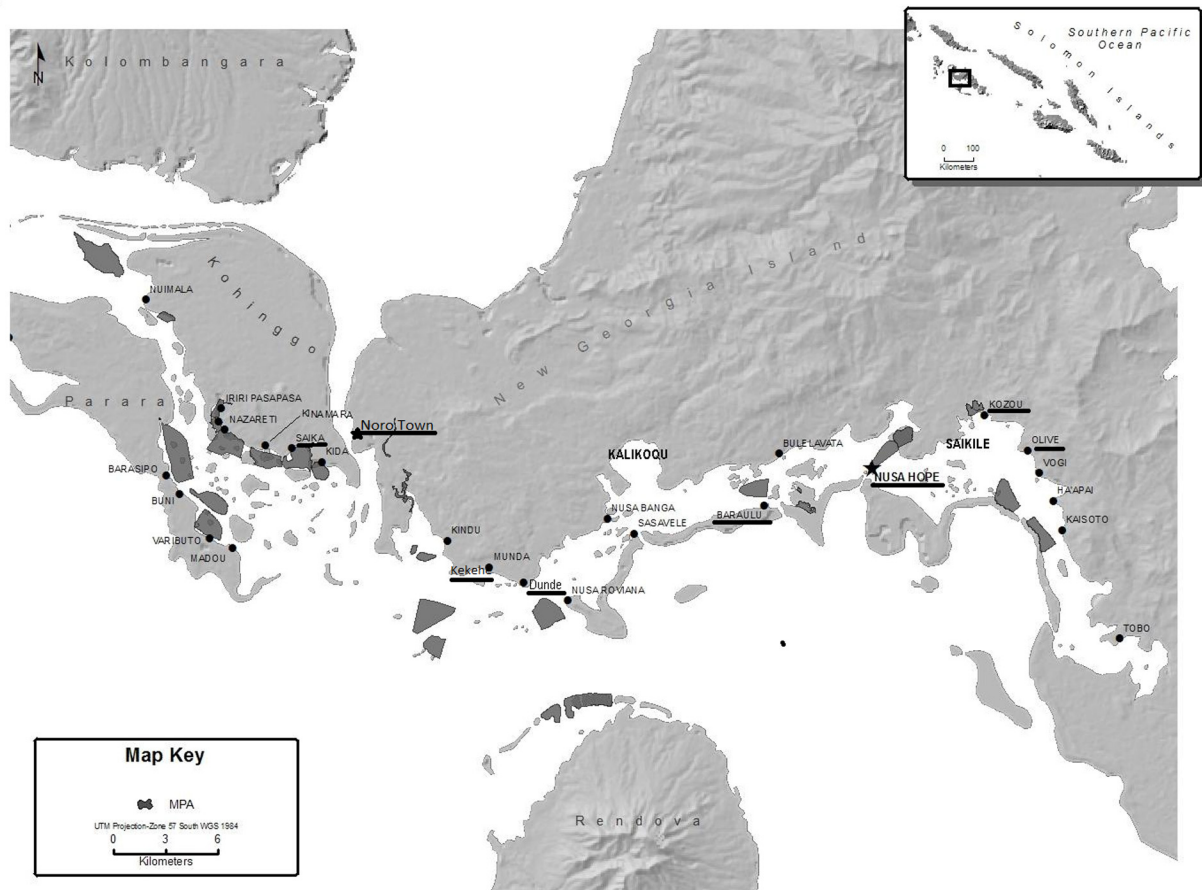 N
Kolombangara
Southern Pacific
Ocean
Solomon Islands
0 100
Kilometers
Kohinggo
New Georgia Island
NUIMALA
Parara
IRIRI PASAPASA
NAZARETI
KINAMARA
SAIKA
KIDA
Noro Town
BARASIPO
BUNI
VARIBUTO
MADOU
KINDU
MUNDA
Kekehe
Dunde
NUSA ROVIANA
KALIKOQU
NUSA BANGA
SASAVELE
BULELAVATA
BARAULU
NUSA HOPE
SAIKILE
KOZOU
OLIVE
VOGI
HA'APAI
KAISOTO
TOBO
Rendova
Map Key
MPA
UTM Projection-Zone 57 South WGS 1984
0 3 6
Kilometers